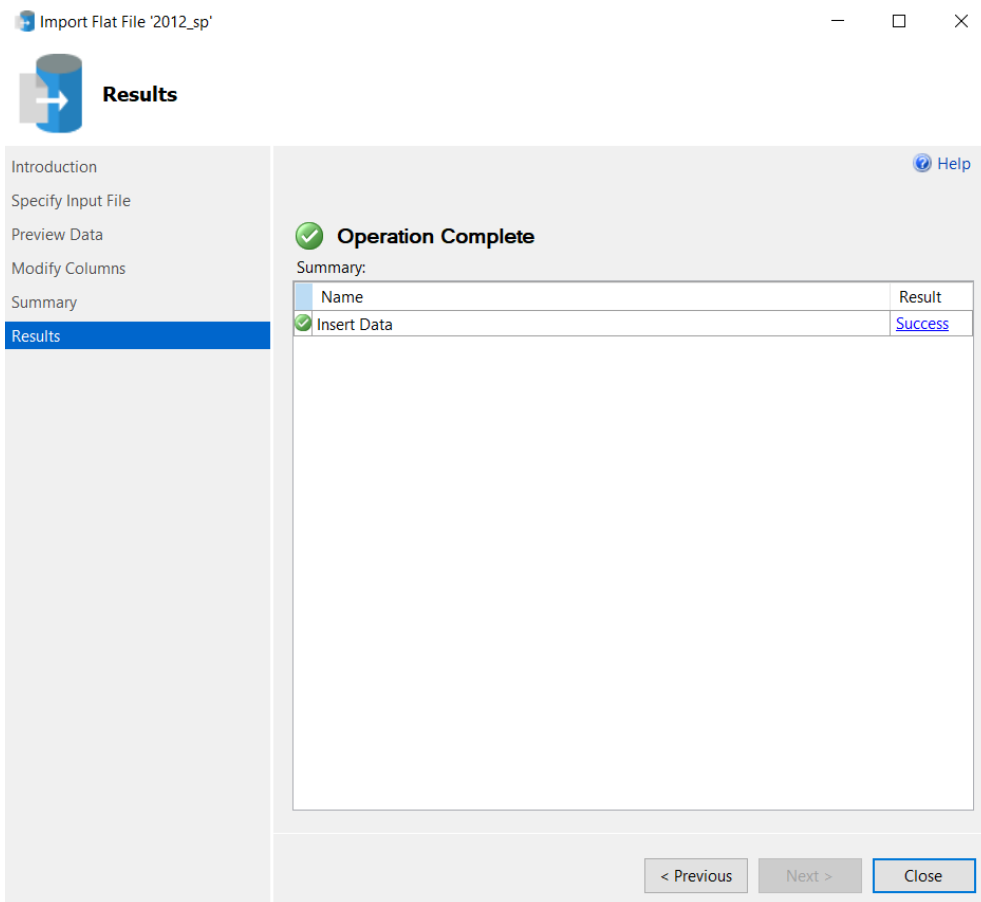 Import Flat File '2012_sp'
Results
Introduction
Specify Input File
Preview Data
Modify Columns
Summary
Results
Help
Operation Complete
Summary:
Name Result
Insert Data Success
< Previous Next > Close